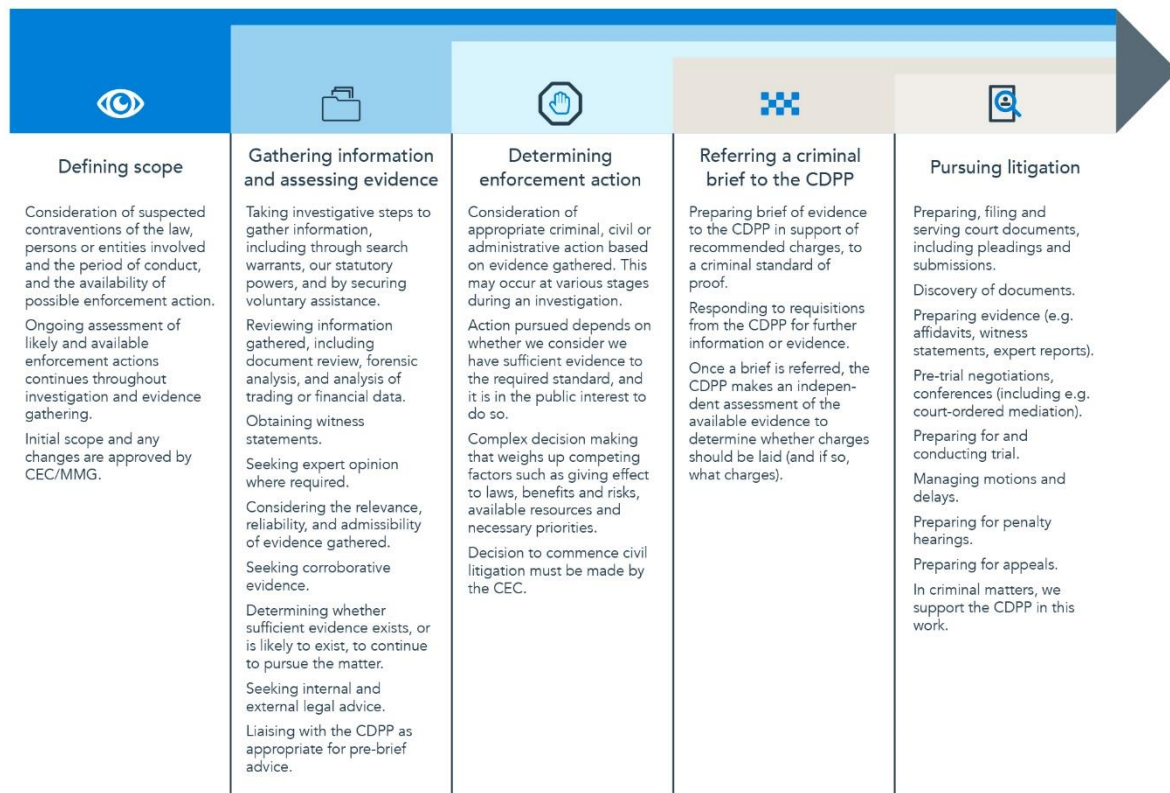 Defining scope
Consideration of suspected
contraventions of the law,
persons or entities involved
and the period of conduct,
and the availability of
possible enforcement action.
Ongoing assessment of
likely and available
enforcement actions
continues throughout
investigation and evidence
gathering.
Initial scope and any
changes are approved by
CEC/MMG.
Gathering information
and assessing evidence
Taking investigative steps to
gather information,
including through search
warrants, our statutory
powers, and by securing
voluntary assistance.
Reviewing information
gathered, including
document review, forensic
analysis, and analysis of
trading or financial data.
Obtaining witness
statements.
Seeking expert opinion
where required.
Considering the relevance,
reliability, and admissibility
of evidence gathered.
Seeking corroborative
evidence.
Determining whether
sufficient evidence exists, or
is likely to exist, to continue
to pursue the matter.
Seeking internal and
external legal advice.
Liaising with the CDPP as
appropriate for pre-brief
advice.
Determining
enforcement action
Consideration of
appropriate criminal, civil or
administrative action based
on evidence gathered. This
may occur at various stages
during an investigation.
Action pursued depends on
whether we consider we
have sufficient evidence to
the required standard, and
it is in the public interest to
do so.
Complex decision making
that weighs up competing
factors such as giving effect
to laws, benefits and risks,
available resources and
necessary priorities.
Decision to commence civil
litigation must be made by
the CEC.
Referring a criminal
brief to the CDPP
Preparing brief of evidence
to the CDPP in support of
recommended charges, to
a criminal standard of
proof.
Responding to requisitions
from the CDPP for further
information or evidence.
Once a brief is referred, the
CDPP makes an indepen-
dent assessment of the
available evidence to
determine whether charges
should be laid (and if so,
what charges).
Pursuing litigation
Preparing, filing and
serving court documents,
including pleadings and
submissions.
Discovery of documents.
Preparing evidence (e.g.
affidavits, witness
statements, expert reports).
Pre-trial negotiations,
conferences (including e.g.
court-ordered mediation).
Preparing for and
conducting trial.
Managing motions and
delays.
Preparing for penalty
hearings.
Preparing for appeals.
In criminal matters, we
support the CDPP in this
work.